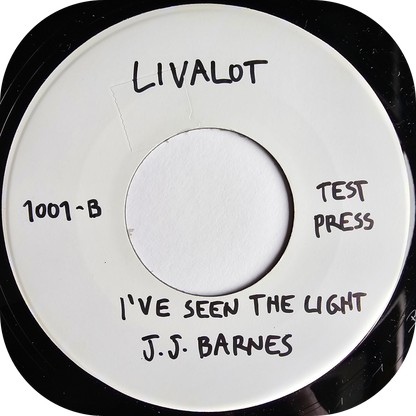 LIVALOT
1001-B
TEST
PRESS
I'VE SEEN THE LIGHT
J.J. BARNES